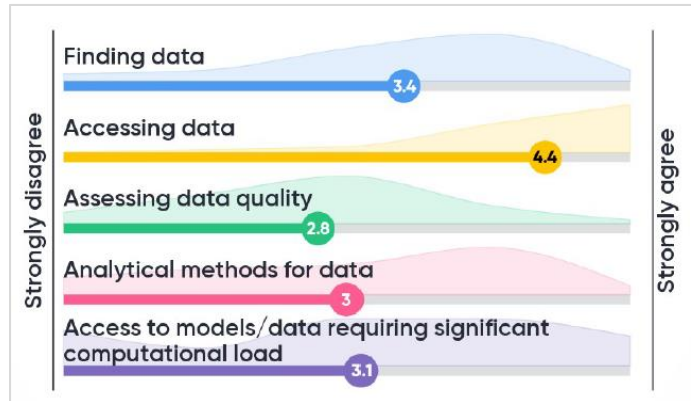 Strongly disagree
Finding data
3.4
Accessing data
4.4
Assessing data quality
2.8
Analytical methods for data
3
Access to models/data requiring significant
computational load
3.1
Strongly agree